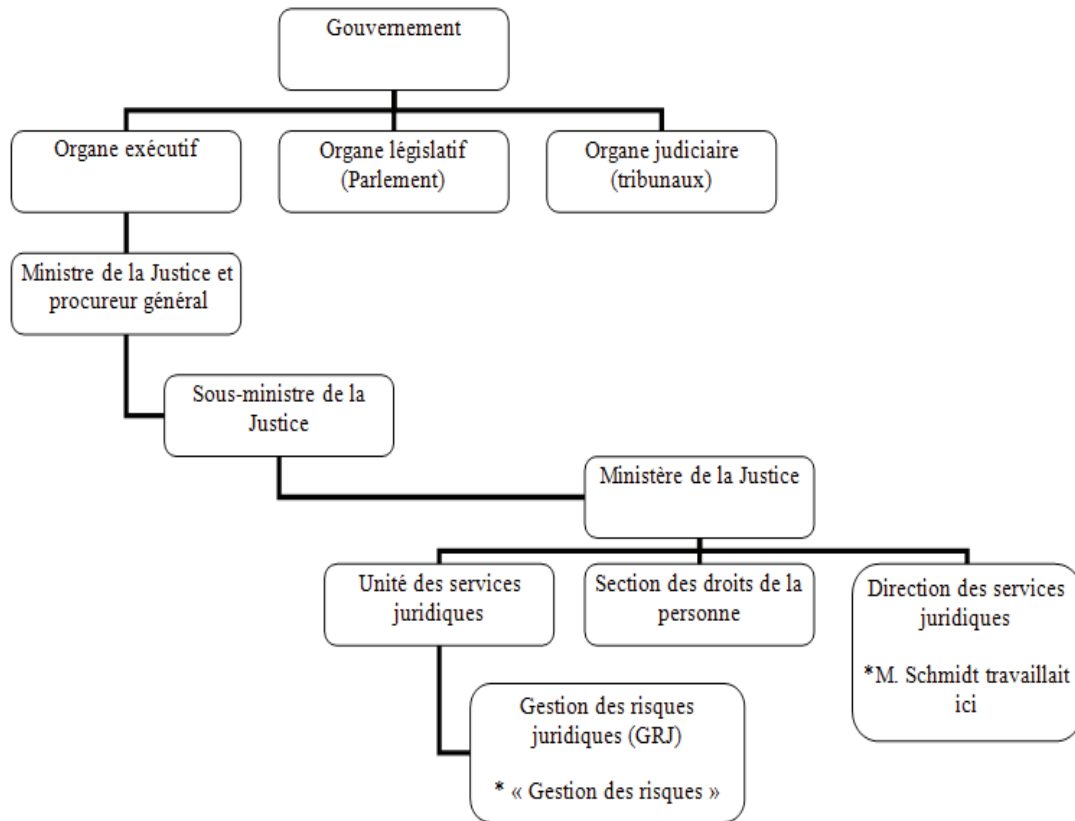 Gouvernement
Organe exécutif
Organe législatif
(Parlement)
Organe judiciaire
(tribunaux)
Ministre de la Justice et
procureur général
Sous-ministre de la
Justice
Ministère de la Justice
Unité des services
juridiques
Section des droits de la
personne
Direction des services
juridiques
*M. Schmidt travaillait
ici
Gestion des risques
juridiques (GRJ)
* « Gestion des risques »